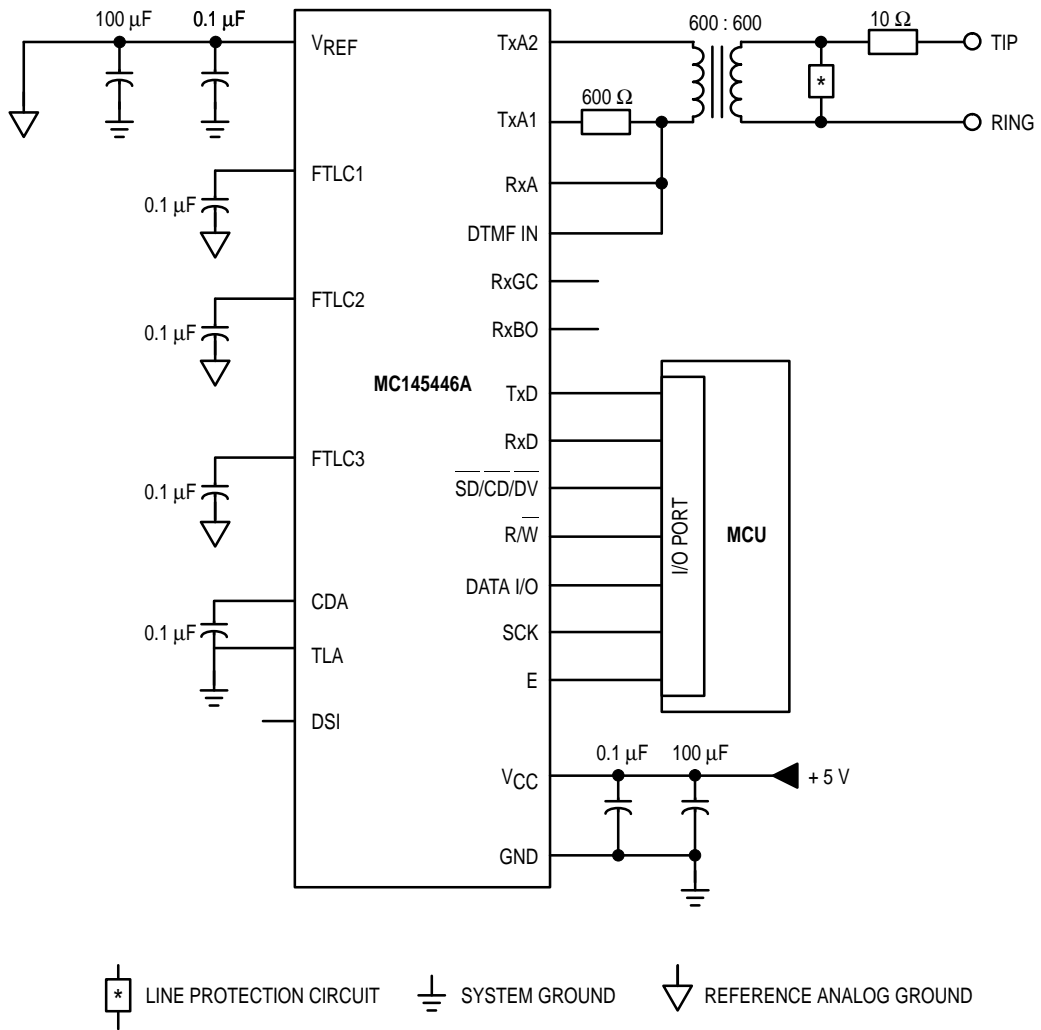 100 μF
0.1 μF
VREF
FTLC1
0.1 μF
FTLC2
0.1 μF
FTLC3
0.1 μF
CDA
0.1 μF
TLA
DSI
MC145446A
TxA2
TxA1
RxA
DTMF IN
RxGC
RxBO
TxD
RxD
SD/CD/DV
R/W
DATA I/O
SCK
E
VCC
GND
600 : 600
600 Ω
*
10 Ω
TIP
RING
I/O PORT
MCU
0.1 μF
100 μF
+ 5 V
* LINE PROTECTION CIRCUIT
SYSTEM GROUND
REFERENCE ANALOG GROUND